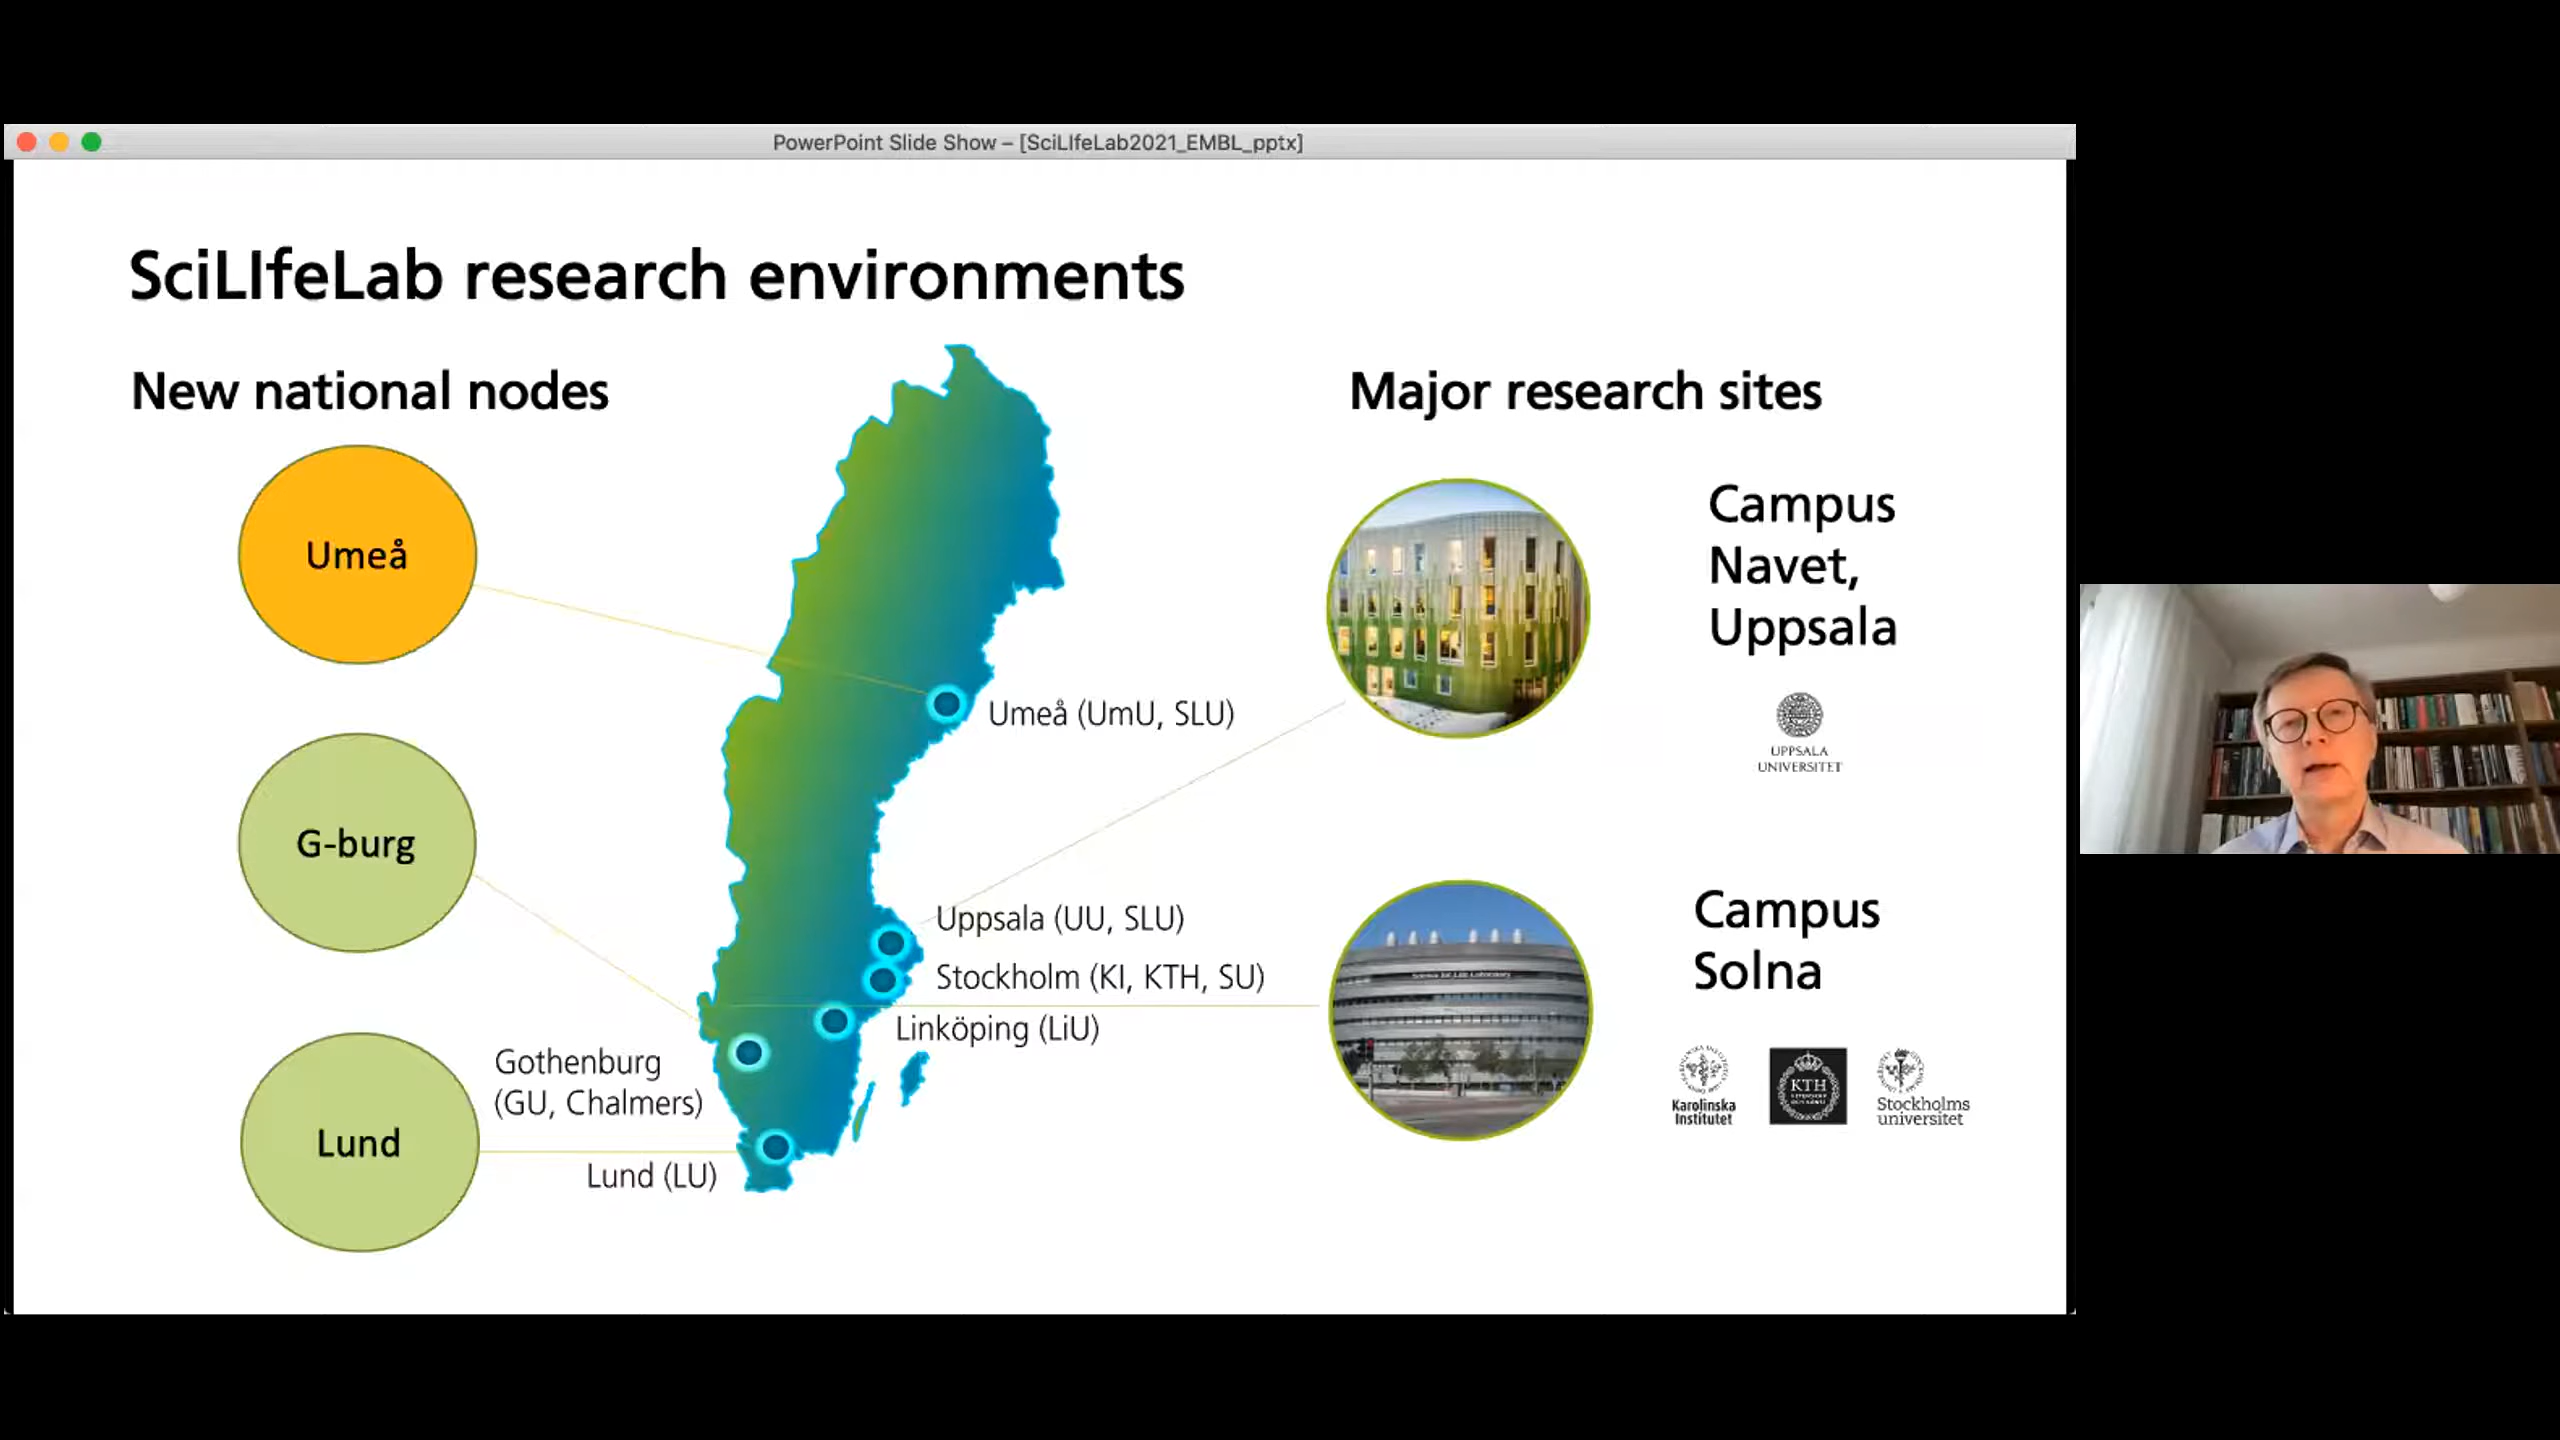 PowerPoint Slide Show – [SciLIfeLab2021_EMBL_pptx]
SciLIfeLab research environments
New national nodes
Umeå
G-burg
Lund
Umeå (UmU, SLU)
Uppsala (UU, SLU)
Stockholm (KI, KTH, SU)
Linköping (LiU)
Gothenburg
(GU, Chalmers)
Lund (LU)
Major research sites
Campus
Navet,
Uppsala
UPPSALA
UNIVERSITET
Campus
Solna
Karolinska
Institutet
KTH
Stockholms
universitet